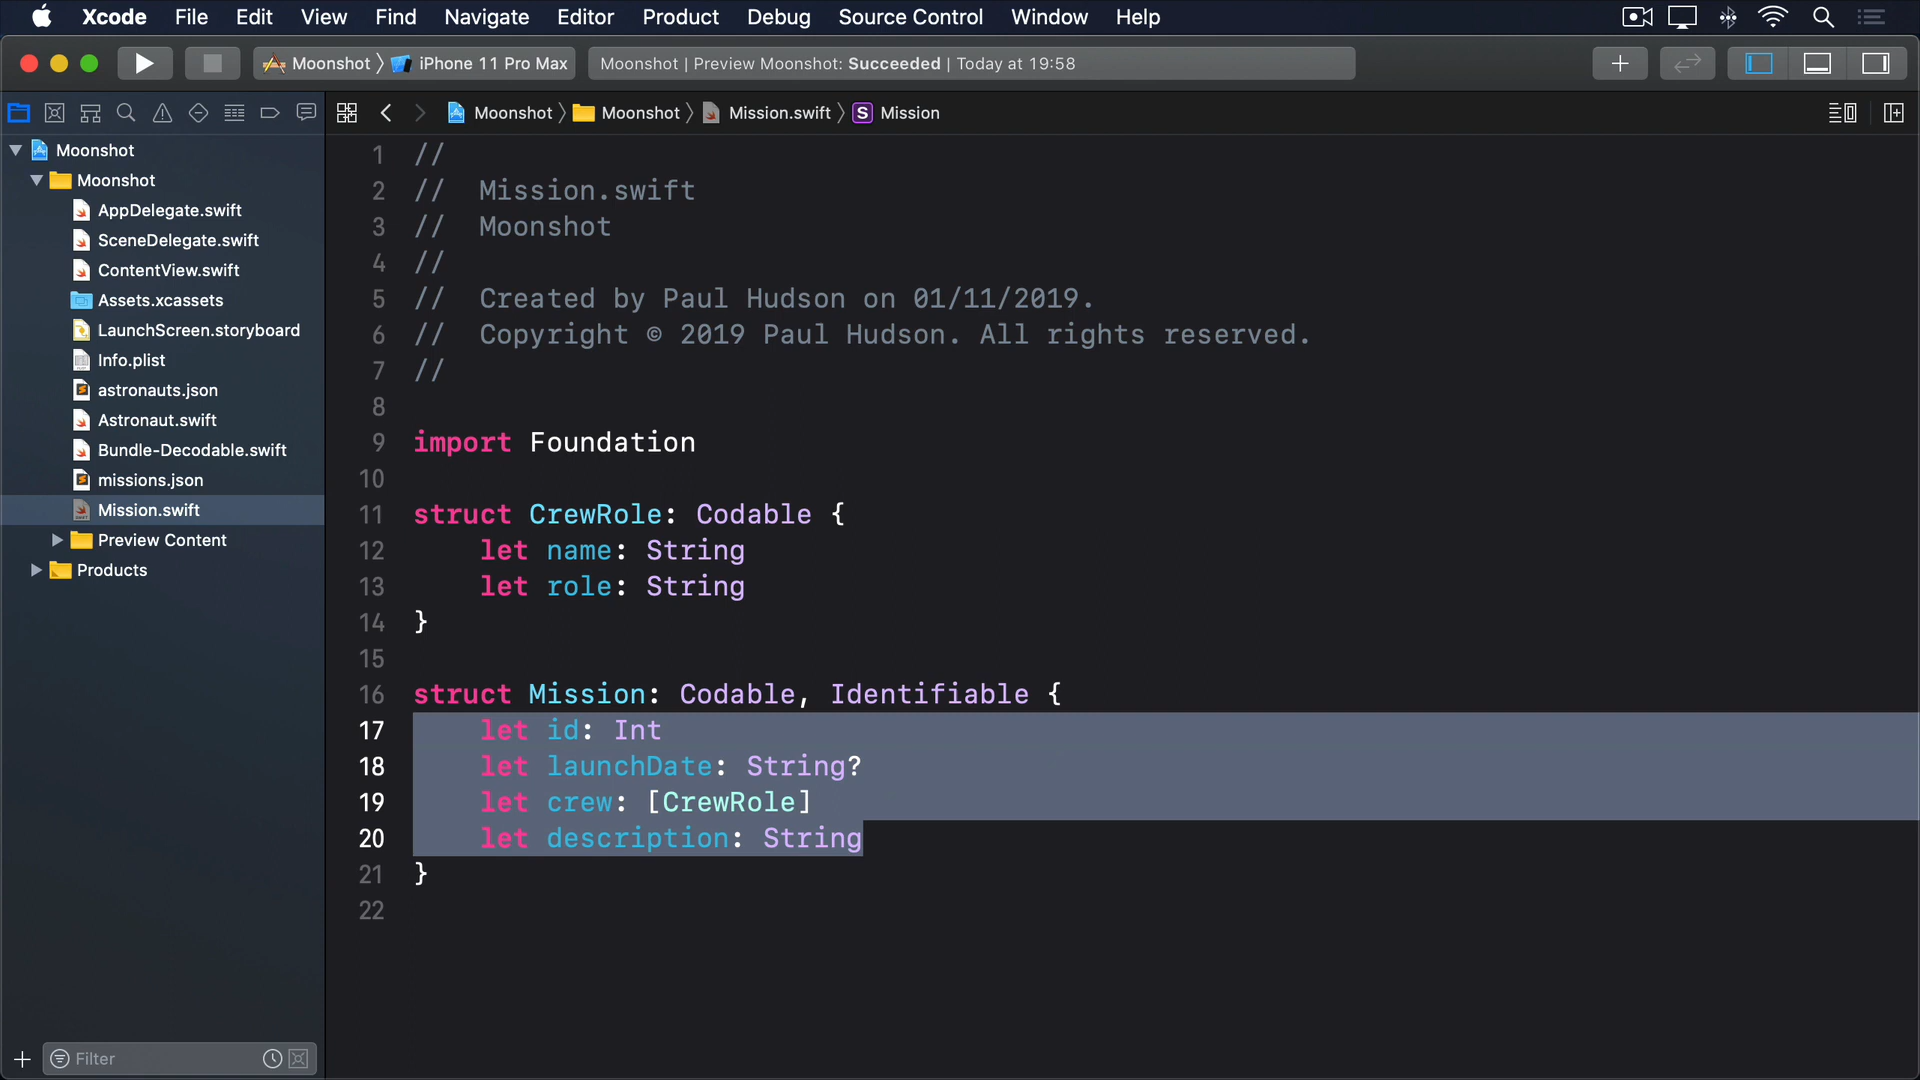 Xcode File Edit View Find Navigate Editor Product Debug Source Control Window Help
Moonshot iPhone 11 Pro Max
Moonshot | Preview Moonshot: Succeeded | Today at 19:58
Moonshot Moonshot Mission.swift S Mission
Moonshot
Moonshot
AppDelegate.swift
SceneDelegate.swift
ContentView.swift
Assets.xcassets
LaunchScreen.storyboard
Info.plist
astronauts.json
Astronaut.swift
Bundle-Decodable.swift
missions.json
Mission.swift
Preview Content
Products
Filter
1 //
2 //  Mission.swift
3 //  Moonshot
4 //
5 //  Created by Paul Hudson on 01/11/2019.
6 //  Copyright © 2019 Paul Hudson. All rights reserved.
7 //
8
9 import Foundation
10
11 struct CrewRole: Codable {
12     let name: String
13     let role: String
14 }
15
16 struct Mission: Codable, Identifiable {
17     let id: Int
18     let launchDate: String?
19     let crew: [CrewRole]
20     let description: String
21 }
22